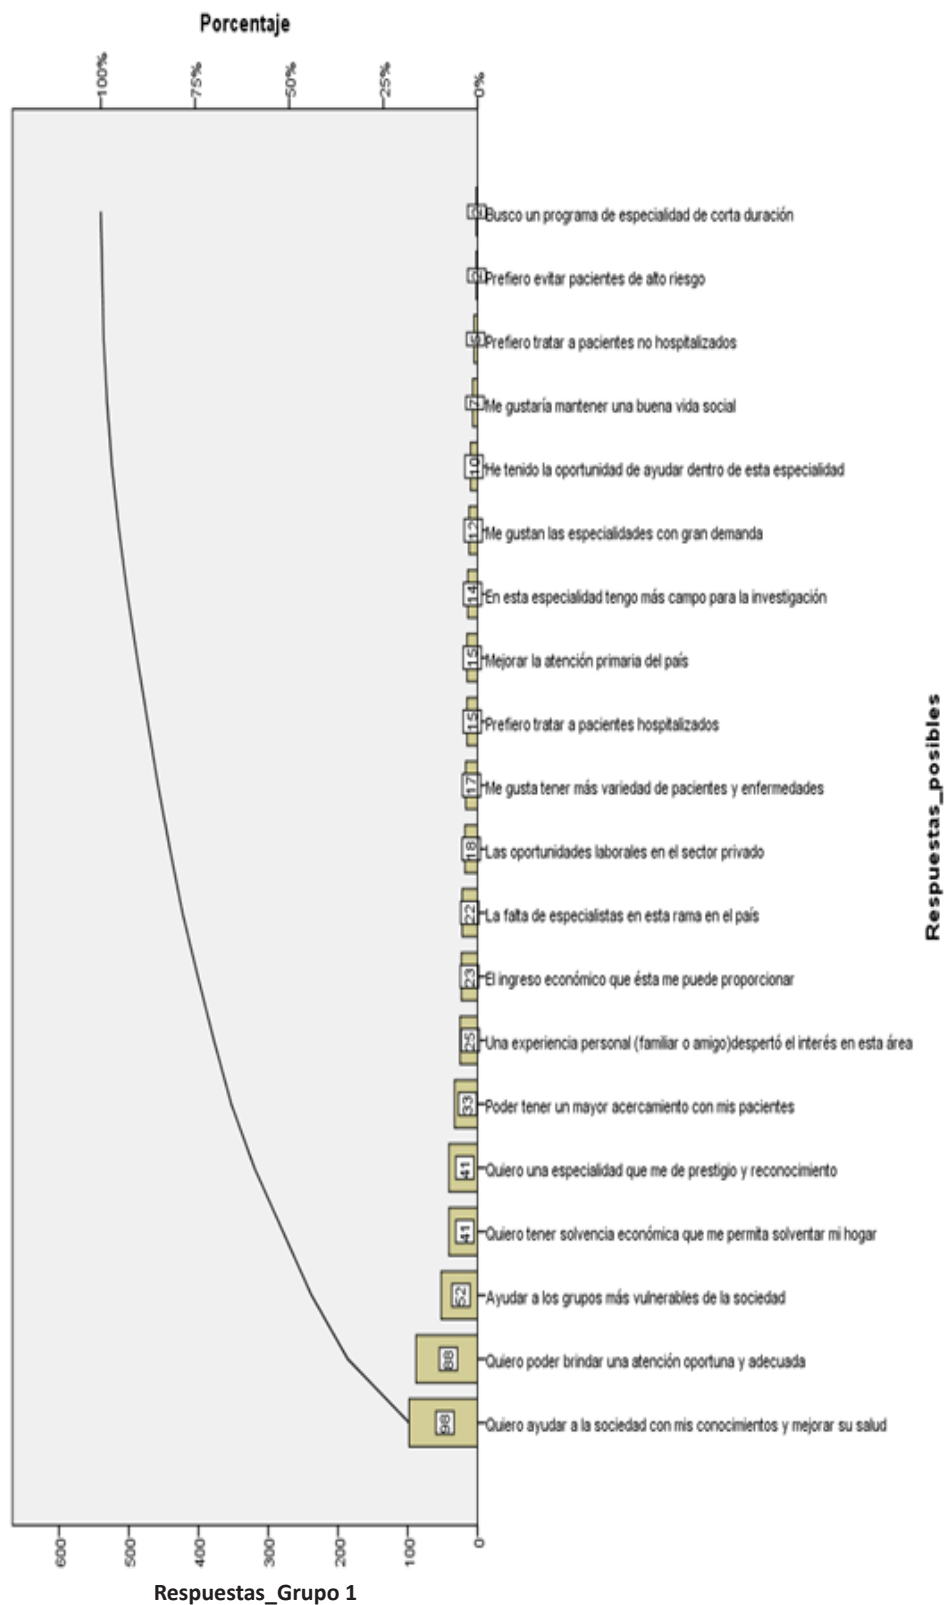 Porcentaje
100%
75%
50%
25%
0%
2
Busco un programa de especialidad de corta duración
2
Prefiero evitar pacientes de alto riesgo
5
Prefiero tratar a pacientes no hospitalizados
7
Me gustaría mantener una buena vida social
10
He tenido la oportunidad de ayudar dentro de esta especialidad
12
Me gustan las especialidades con gran demanda
14
En esta especialidad tengo más campo para la investigación
15
Mejorar la atención primaria del país
15
Prefiero tratar a pacientes hospitalizados
17
Me gusta tener más variedad de pacientes y enfermedades
18
Las oportunidades laborales en el sector privado
22
La falta de especialistas en esta rama en el país
23
El ingreso económico que ésta me puede proporcionar
25
Una experiencia personal (familiar o amigo)despertó el interés en esta área
33
Poder tener un mayor acercamiento con mis pacientes
41
Quiero una especialidad que me de prestigio y reconocimiento
41
Quiero tener solvencia económica que me permita solventar mi hogar
52
Ayudar a los grupos más vulnerables de la sociedad
88
Quiero poder brindar una atención oportuna y adecuada
98
Quiero ayudar a la sociedad con mis conocimientos y mejorar su salud
Respuestas_posibles
600
500
400
300
200
100
0
Respuestas_Grupo 1